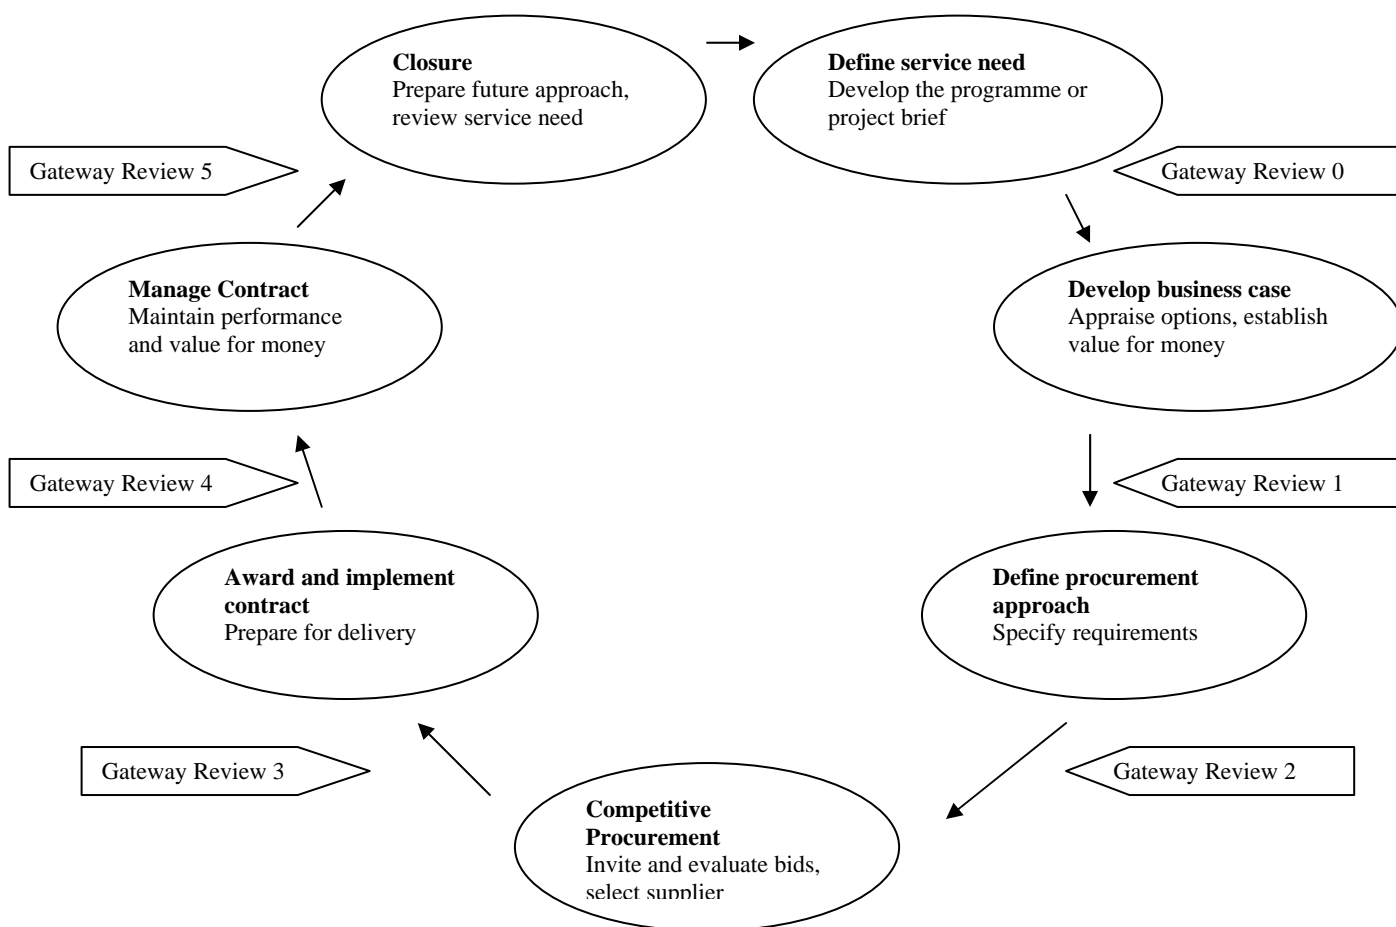 Closure
Prepare future approach,
review service need
Define service need
Develop the programme or
project brief
Gateway Review 5
Gateway Review 0
Manage Contract
Maintain performance
and value for money
Develop business case
Appraise options, establish
value for money
Gateway Review 4
Gateway Review 1
Award and implement
contract
Prepare for delivery
Define procurement
approach
Specify requirements
Gateway Review 3
Gateway Review 2
Competitive
Procurement
Invite and evaluate bids,
select supplier